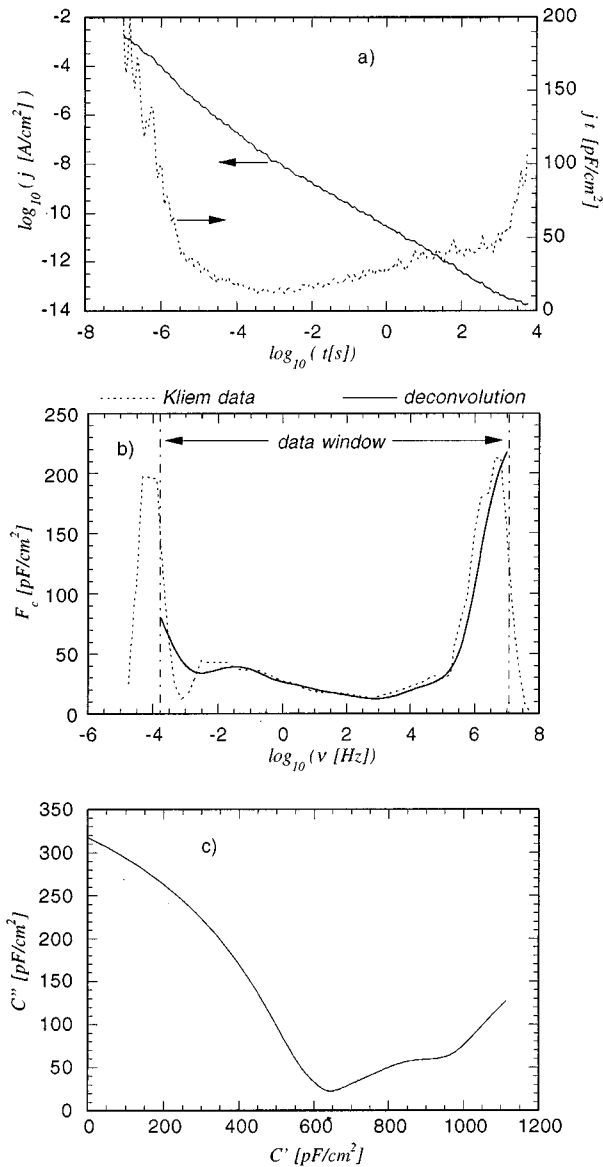 a)
log10 ( j [A/cm2] )
-2
-4
-6
-8
-10
-12
-14
200
150
100
50
0
j t [pF/cm2]
-8 -6 -4 -2 0 2 4
log10 ( t[s] )
Kliem data deconvolution
b)
data window
Fc [pF/cm2]
250
200
150
100
50
0
-6 -4 -2 0 2 4 6 8
log10 (ν [Hz])
c)
C" [pF/cm2]
350
300
250
200
150
100
50
0
0 200 400 600 800 1000 1200
C' [pF/cm2]